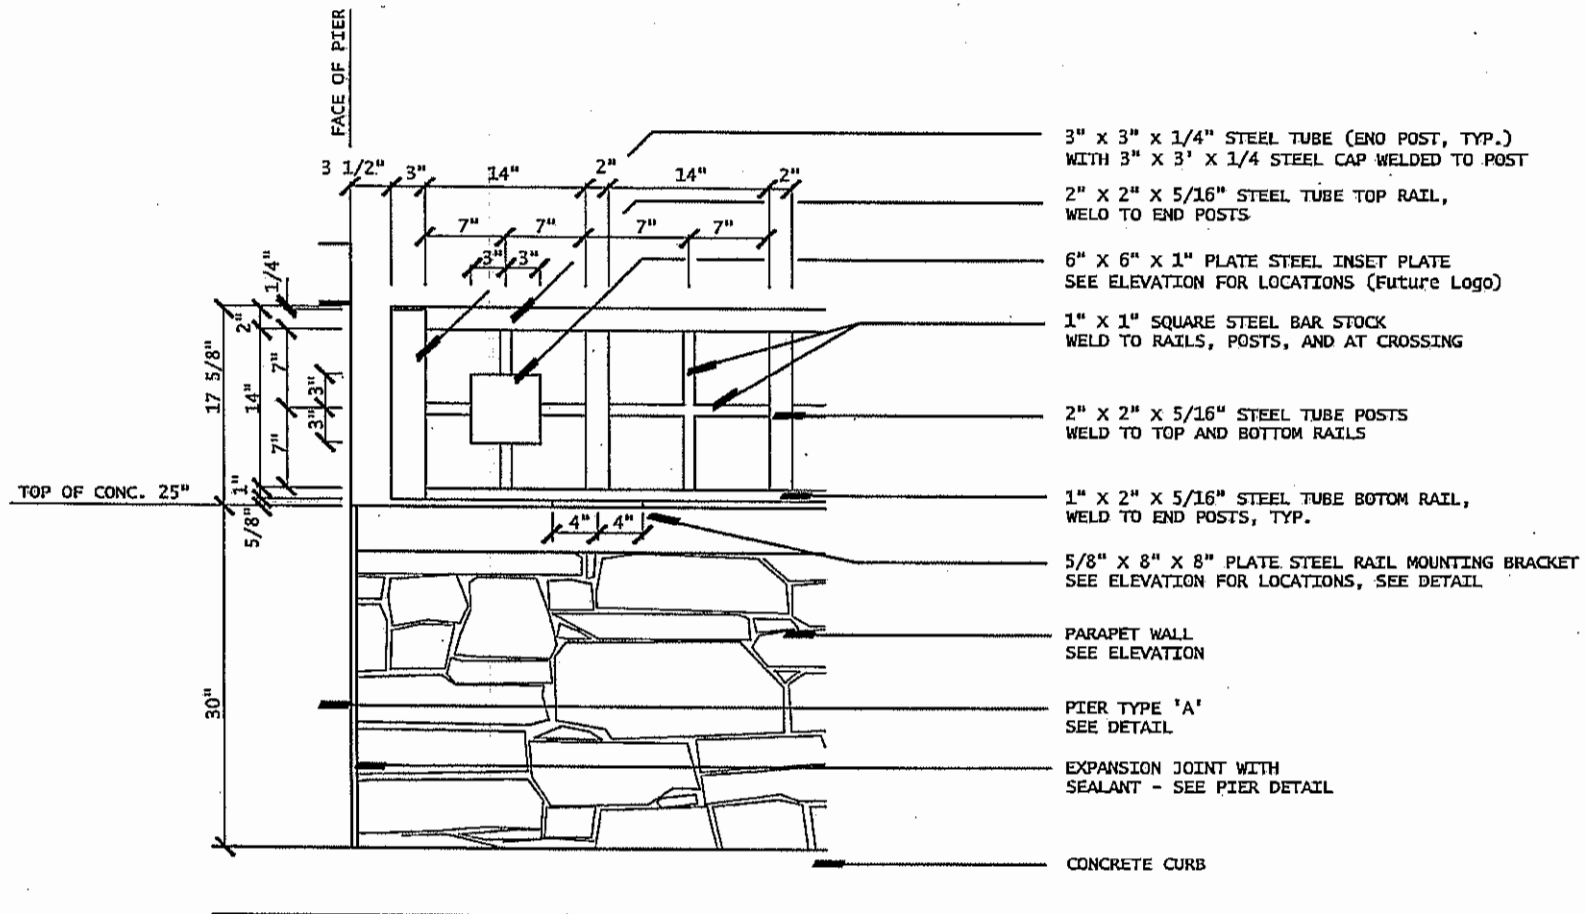 FACE OF PIER
3 1/2"
3"
14"
2"
14"
2"
7"
7"
7"
7"
3"
3"
1/4"
2"
7"
3"
17 5/8"
14"
3"
7"
1"
5/8"
TOP OF CONC. 25"
4"
4"
30"
3" X 3" X 1/4" STEEL TUBE (ENO POST, TYP.)
WITH 3" X 3' X 1/4 STEEL CAP WELDED TO POST
2" X 2" X 5/16" STEEL TUBE TOP RAIL,
WELO TO END POSTS
6" X 6" X 1" PLATE STEEL INSET PLATE
SEE ELEVATION FOR LOCATIONS (Future Logo)
1" X 1" SQUARE STEEL BAR STOCK
WELD TO RAILS, POSTS, AND AT CROSSING
2" X 2" X 5/16" STEEL TUBE POSTS
WELD TO TOP AND BOTTOM RAILS
1" X 2" X 5/16" STEEL TUBE BOTOM RAIL,
WELD TO END POSTS, TYP.
5/8" X 8" X 8" PLATE STEEL RAIL MOUNTING BRACKET
SEE ELEVATION FOR LOCATIONS, SEE DETAIL
PARAPET WALL
SEE ELEVATION
PIER TYPE 'A'
SEE DETAIL
EXPANSION JOINT WITH
SEALANT - SEE PIER DETAIL
CONCRETE CURB